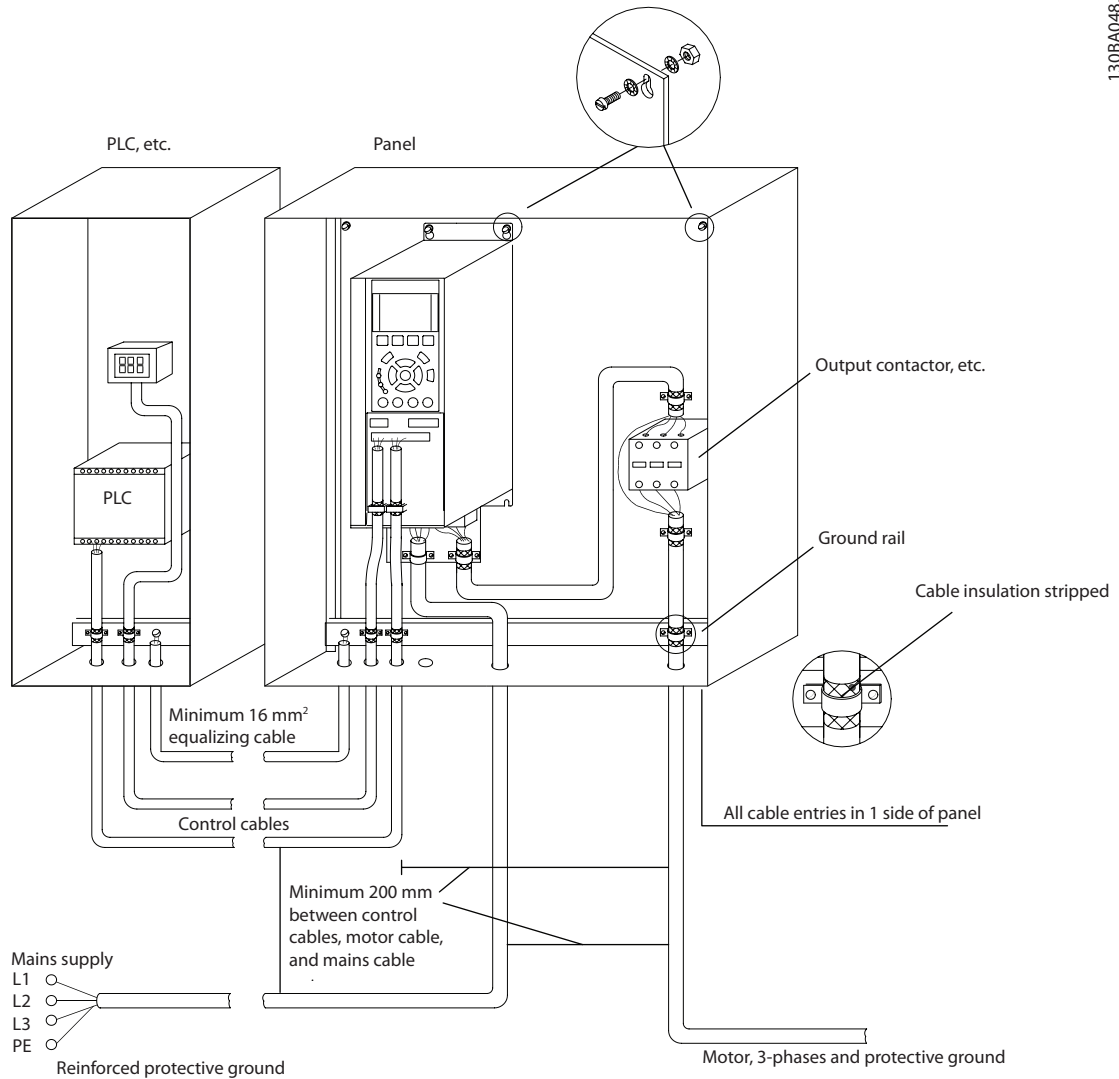 130BA048.
PLC, etc.
Panel
Output contactor, etc.
PLC
Ground rail
Cable insulation stripped
Minimum 16 mm²
equalizing cable
All cable entries in 1 side of panel
Control cables
Minimum 200 mm
between control
cables, motor cable,
and mains cable
Mains supply
L1
L2
L3
PE
Reinforced protective ground
Motor, 3-phases and protective ground